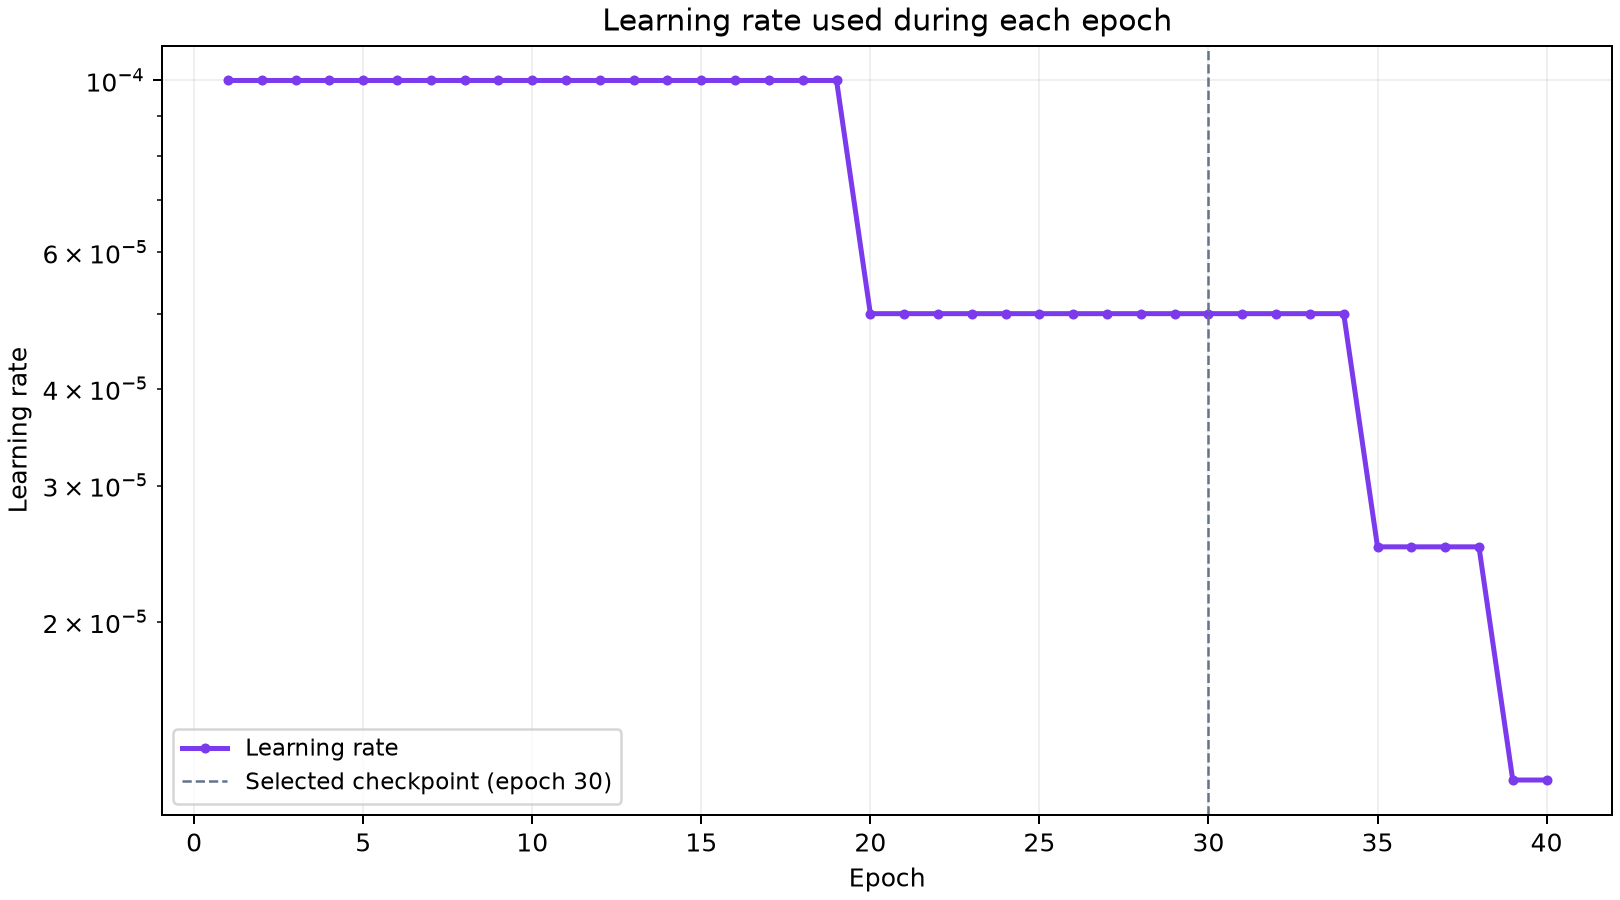 Learning rate used during each epoch
10⁻⁴
6 × 10⁻⁵
4 × 10⁻⁵
3 × 10⁻⁵
2 × 10⁻⁵
Learning rate
Learning rate
Selected checkpoint (epoch 30)
0 5 10 15 20 25 30 35 40
Epoch